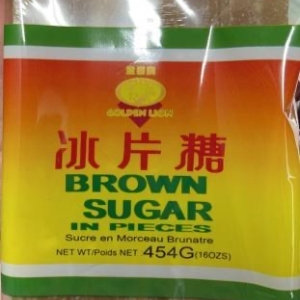 GOLDEN LION
冰片糖
BROWN
SUGAR
IN PIECES
Sucre en Morceau Brunatre
NET WT/Poids NET 454G(16OZS)